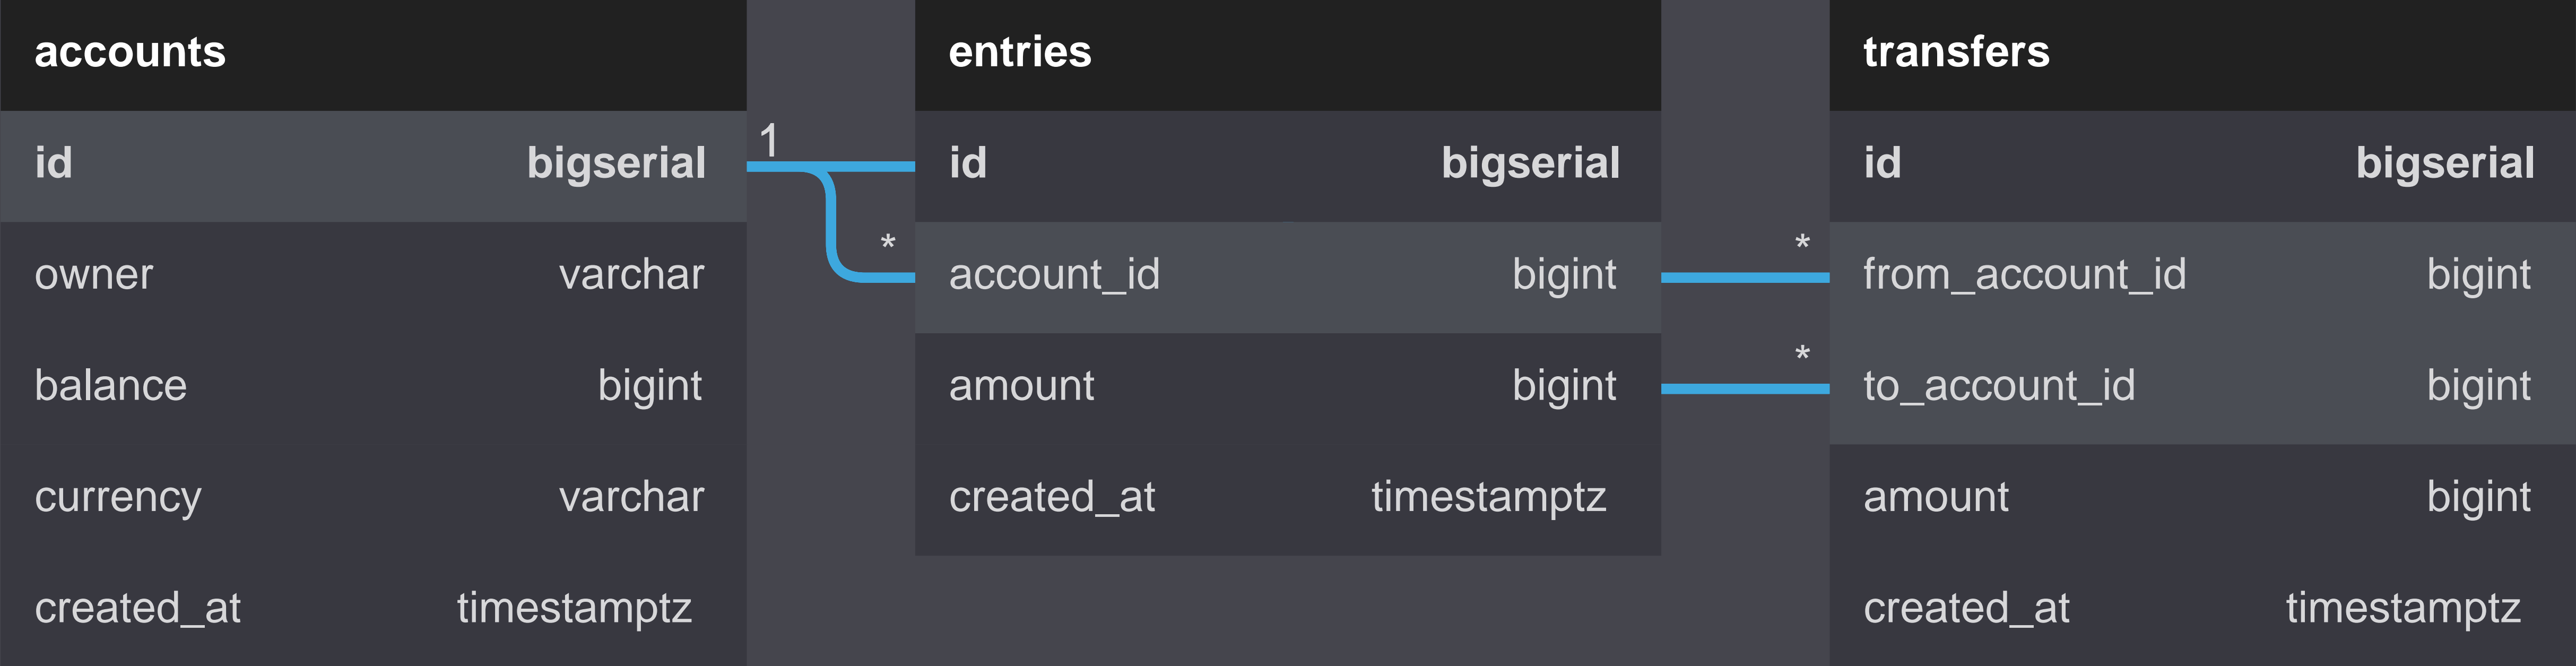 accounts
id bigserial
owner varchar
balance bigint
currency varchar
created_at timestamptz
1
*
entries
id bigserial
account_id bigint
amount bigint
created_at timestamptz
*
*
transfers
id bigserial
from_account_id bigint
to_account_id bigint
amount bigint
created_at timestamptz